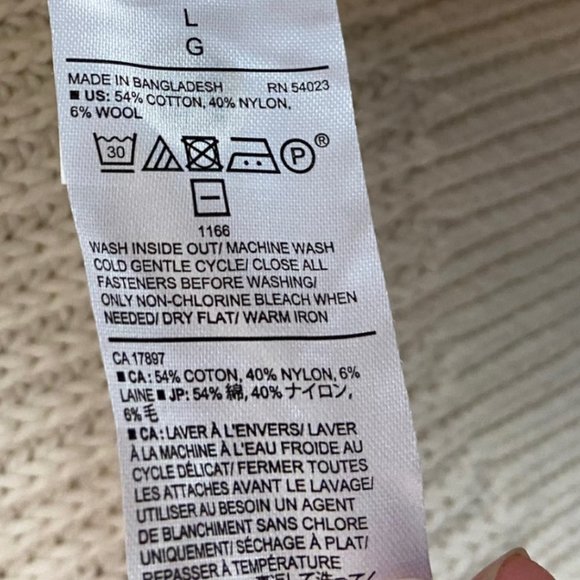 L
G
MADE IN BANGLADESH RN 54023
■ US: 54% COTTON, 40% NYLON,
6% WOOL
30 P ®
1166
WASH INSIDE OUT/ MACHINE WASH
COLD GENTLE CYCLE/ CLOSE ALL
FASTENERS BEFORE WASHING/
ONLY NON-CHLORINE BLEACH WHEN
NEEDED/ DRY FLAT/ WARM IRON
CA 17897
■ CA: 54% COTON, 40% NYLON, 6%
LAINE ■ JP: 54% 綿, 40% ナイロン,
6% 毛
■ CA: LAVER À L'ENVERS/ LAVER
À LA MACHINE À L'EAU FROIDE AU
CYCLE DÉLICAT/ FERMER TOUTES
LES ATTACHES AVANT LE LAVAGE/
UTILISER AU BESOIN UN AGENT
DE BLANCHIMENT SANS CHLORE
UNIQUEMENT/ SÉCHAGE À PLAT/
REPASSER À TEMPÉRATURE